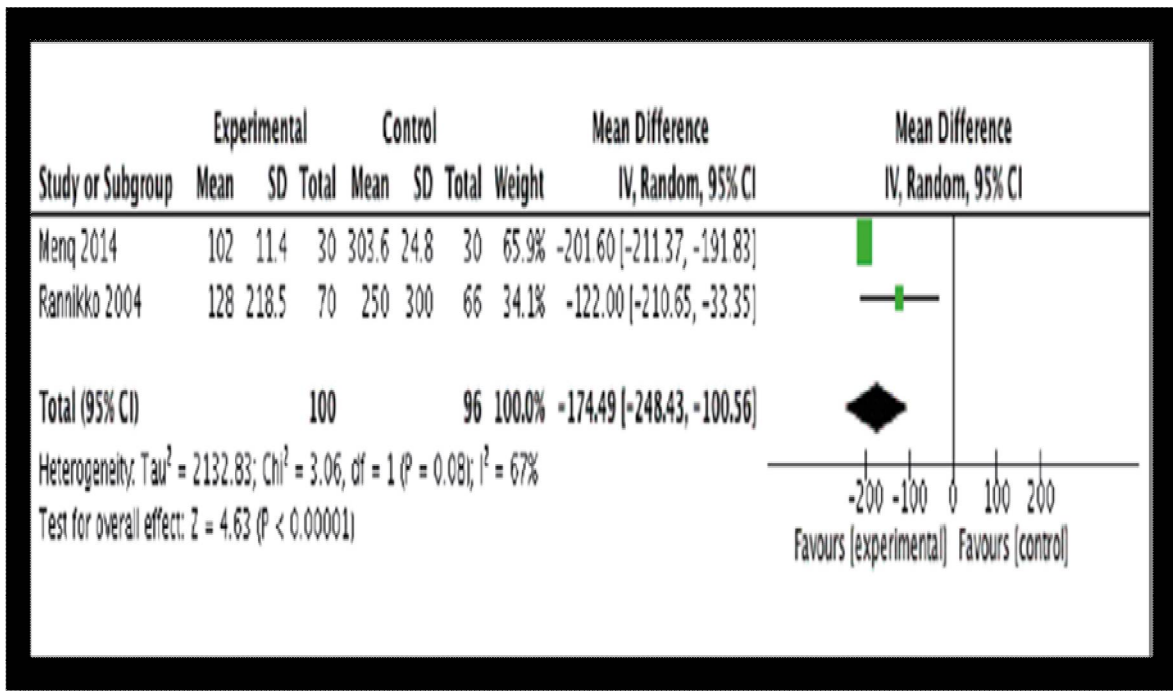 Experimental Control Mean Difference Mean Difference
Study or Subgroup Mean SD Total Mean SD Total Weight IV, Random, 95% CI IV, Random, 95% CI
Menq 2014 102 11.4 30 303.6 24.8 30 65.9% -201.60 [-211.37, -191.83]
Rannikko 2004 128 218.5 70 250 300 66 34.1% -122.00 [-210.65, -33.35]
Total (95% CI) 100 96 100.0% -174.49 [-248.43, -100.56]
Heterogeneity: Tau² = 2132.83; Chi² = 3.06, df = 1 (P = 0.08); I² = 67%
Test for overall effect: Z = 4.63 (P < 0.00001)
-200 -100 0 100 200
Favours [experimental] Favours [control]